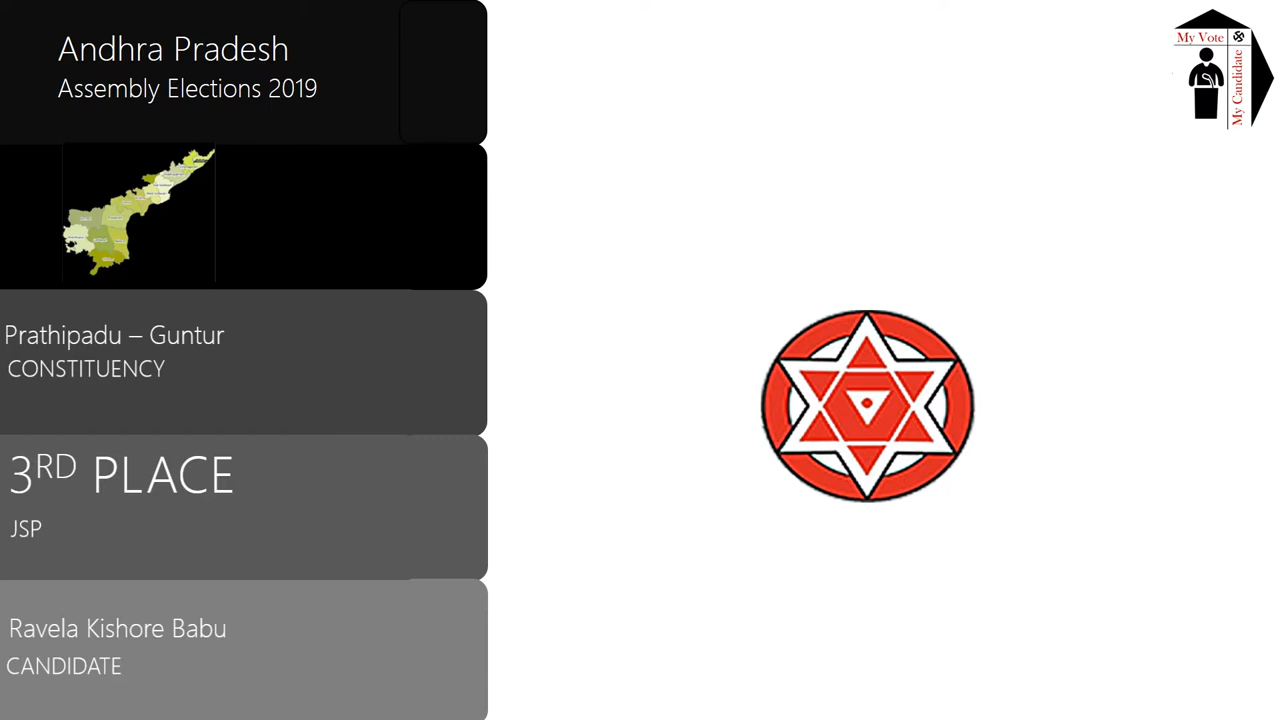 Andhra Pradesh
Assembly Elections 2019
My Vote
My Candidate
Prathipadu – Guntur
CONSTITUENCY
3RD PLACE
JSP
Ravela Kishore Babu
CANDIDATE